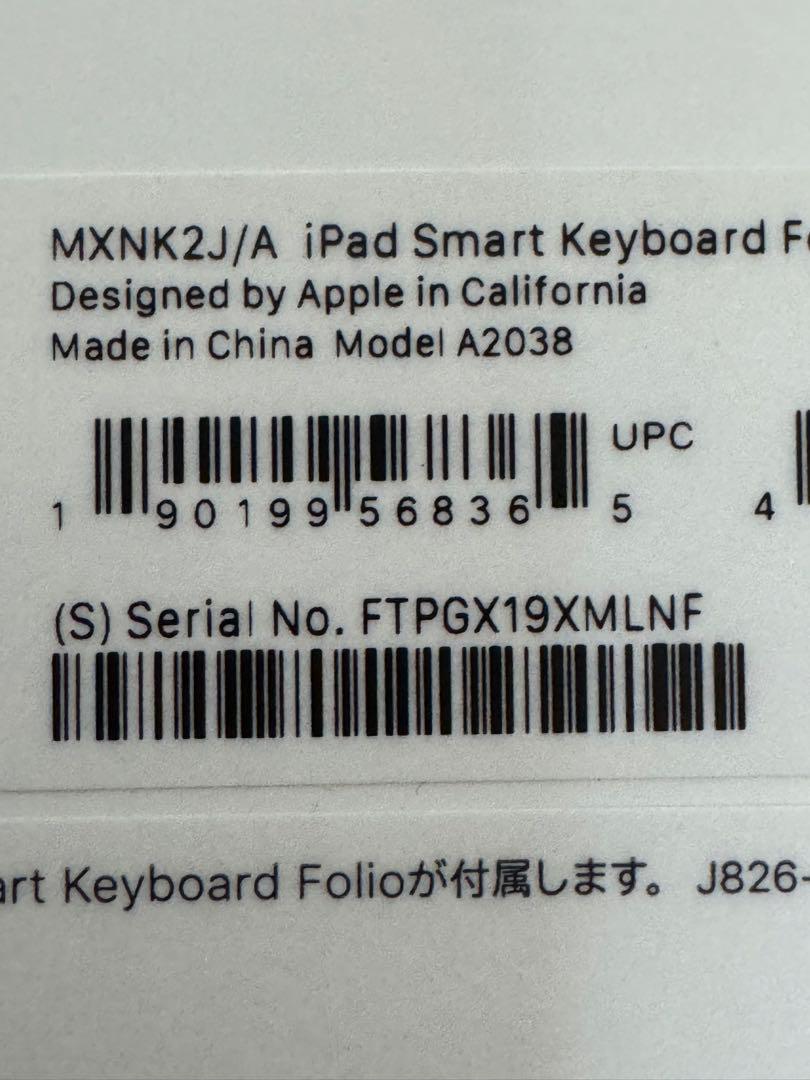 MXNK2J/A iPad Smart Keyboard
Designed by Apple in California
Made in China Model A2038
UPC
1 90199 56836 5
4
(S) Serial No. FTPGX19XMLNF
Keyboard Folioが付属します。 J826-